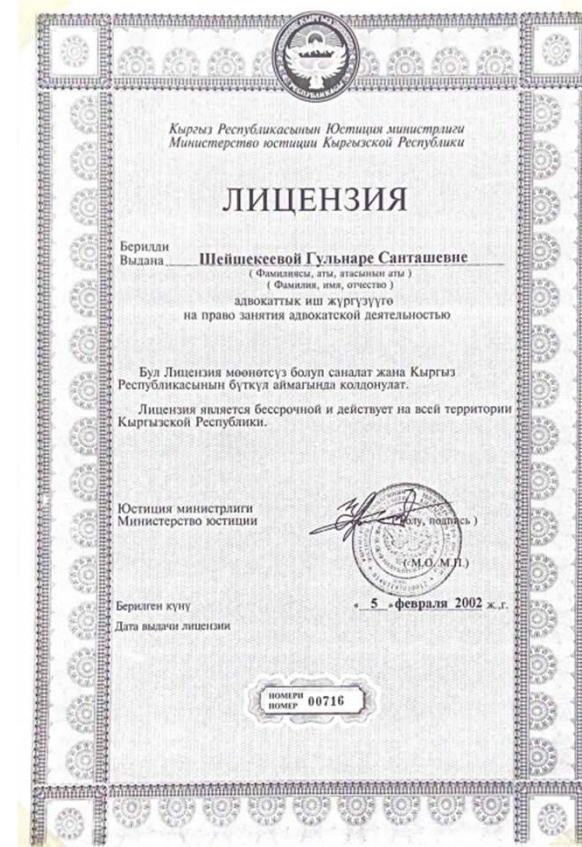 Кыргыз Республикасынын Юстиция министрлиги
Министерство юстиции Кыргызской Республики
ЛИЦЕНЗИЯ
Берилди
Выдана Шейшекеевой Гульнаре Санташевне
( Фамилиясы, аты, атасынын аты )
( Фамилия, имя, отчество )
адвокаттык иш жүргүзүүгө
на право занятия адвокатской деятельностью
Бул Лицензия мөөнөтсүз болуп саналат жана Кыргыз
Республикасынын бүткүл аймагында колдонулат.
Лицензия является бессрочной и действует на всей территории
Кыргызской Республики.
Юстиция министрлиги
Министерство юстиции
подпись )
( М.О. М.П.)
Берилген күнү
« 5 » февраля 2002 ж.,г.
Дата выдачи лицензии
НОМЕРИ
НОМЕР 00716